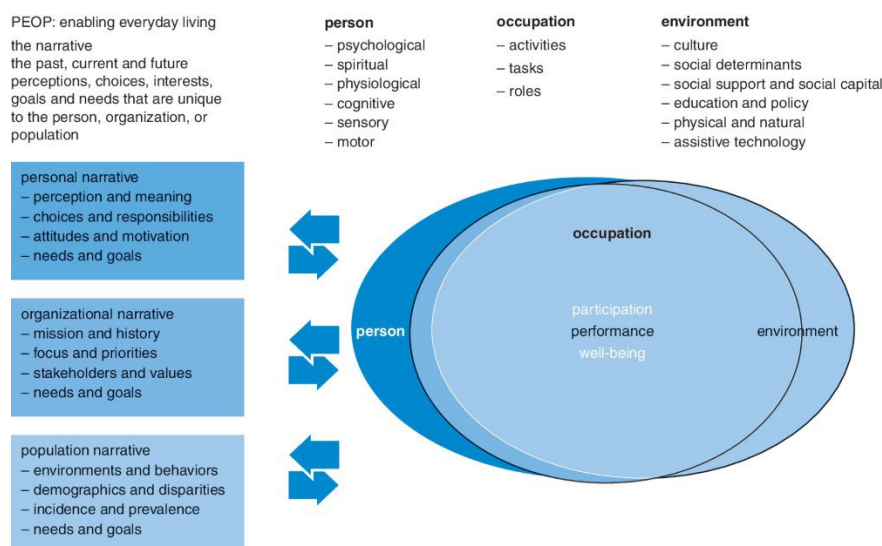 PEOP: enabling everyday living
the narrative
the past, current and future
perceptions, choices, interests,
goals and needs that are unique
to the person, organization, or
population
person
– psychological
– spiritual
– physiological
– cognitive
– sensory
– motor
occupation
– activities
– tasks
– roles
environment
– culture
– social determinants
– social support and social capital
– education and policy
– physical and natural
– assistive technology
personal narrative
– perception and meaning
– choices and responsibilities
– attitudes and motivation
– needs and goals
organizational narrative
– mission and history
– focus and priorities
– stakeholders and values
– needs and goals
population narrative
– environments and behaviors
– demographics and disparities
– incidence and prevalence
– needs and goals
occupation
participation
person
performance
environment
well-being